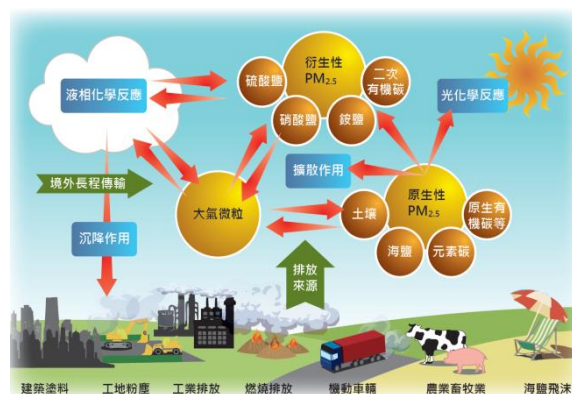 衍生性
PM2.5
硫酸鹽
二次
有機碳
硝酸鹽
銨鹽
液相化學反應
光化學反應
境外長程傳輸
擴散作用
大氣微粒
原生性
PM2.5
土壤
原生有
機碳等
海鹽
元素碳
沉降作用
排放
來源
建築塗料
工地粉塵
工業排放
燃燒排放
機動車輛
農業畜牧業
海鹽飛沫